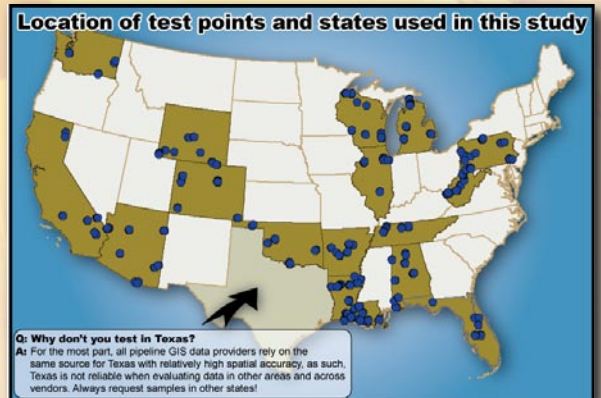 Location of test points and states used in this study
Q: Why don't you test in Texas?
A: For the most part, all pipeline GIS data providers rely on the
same source for Texas with relatively high spatial accuracy, as such,
Texas is not reliable when evaluating data in other areas and across
vendors. Always request samples in other states!